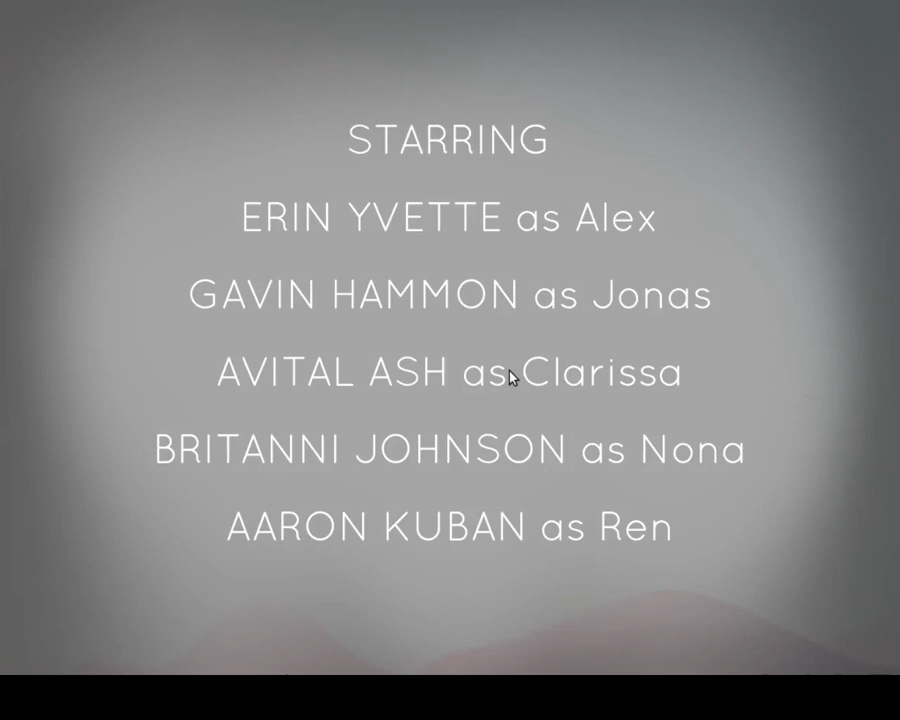 STARRING
ERIN YVETTE as Alex
GAVIN HAMMON as Jonas
AVITAL ASH as Clarissa
BRITANNI JOHNSON as Nona
AARON KUBAN as Ren